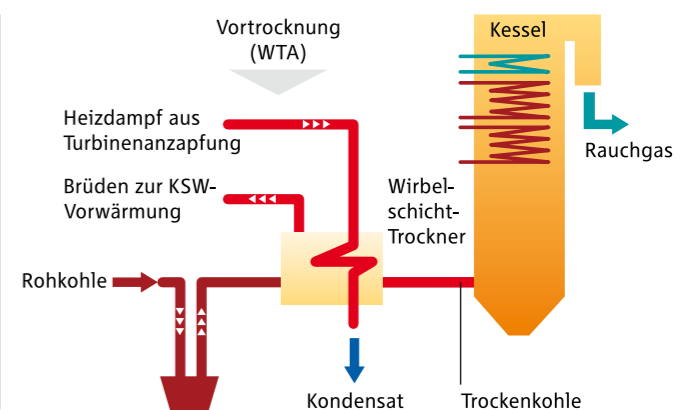 Vortrocknung
(WTA)
Kessel
Heizdampf aus
Turbinenanzapfung
Rauchgas
Brüden zur KSW-
Vorwärmung
Wirbel-
schicht-
Trockner
Rohkohle
Kondensat
Trockenkohle